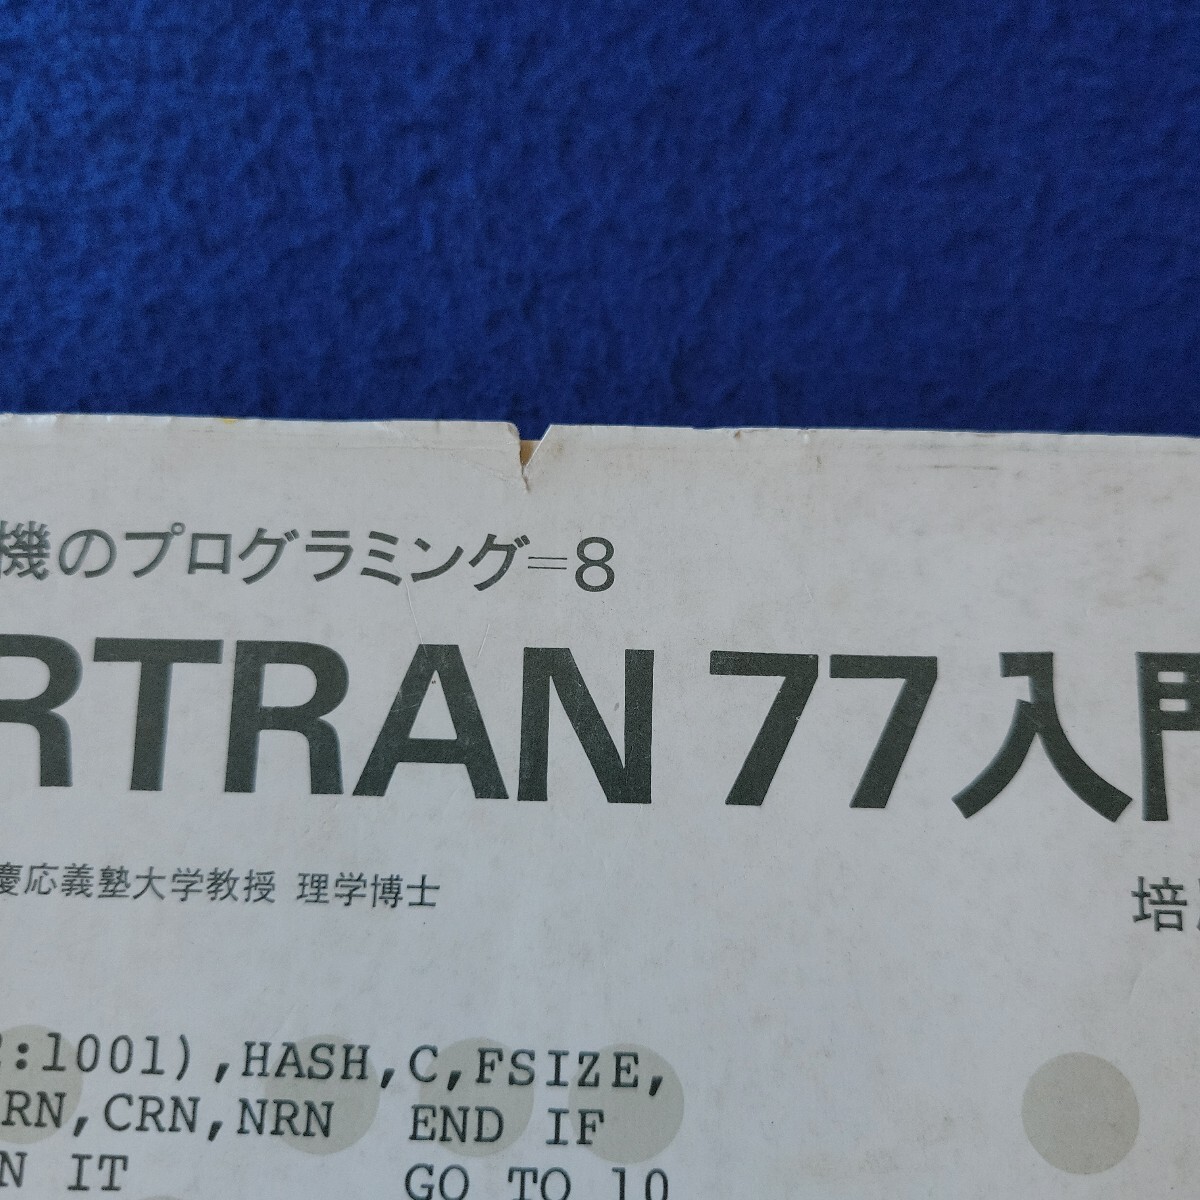 機のプログラミング=8
RTRAN 77入門
慶応義塾大学教授 理学博士
培
2:1001),HASH,C,FSIZE,
RN,CRN,NRN END IF
N IT GO TO 10